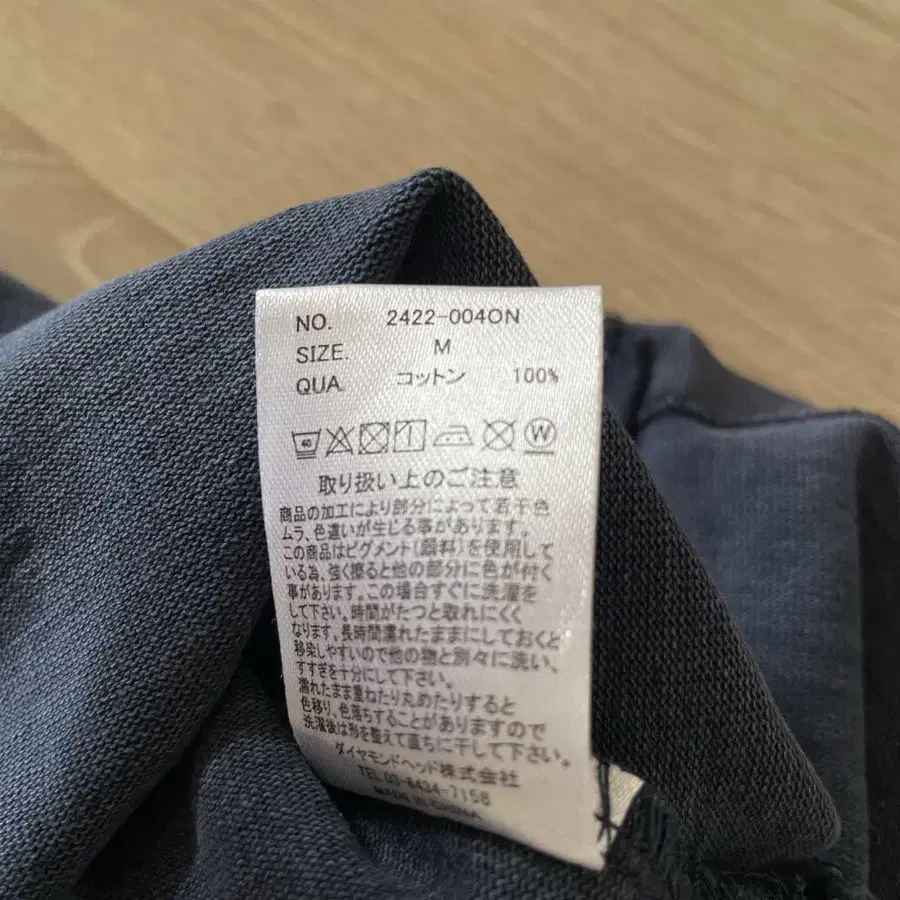 NO. 2422-004ON
SIZE. M
QUA. コットン 100%
40 W
取り扱い上のご注意
商品の加工により部分によって若干色
ムラ、色違いが生じる事があります。
この商品はピグメント(顔料)を使用して
いる為、強く擦ると他の部分に色が付く
事があります。この場合すぐに洗濯を
して下さい。時間がたつと取れにくく
なります。長時間濡れたままにしておくと
移染しやすいので他の物と別々に洗い、
すすぎを十分にして下さい。
濡れたまま重ねたり丸めたりすると
色移り、色落ちすることがありますので
洗濯後は形を整えて直ちに干して下さい。
ダイヤモンドヘッド株式会社
TEL 03-6434-7158
MADE IN CHINA